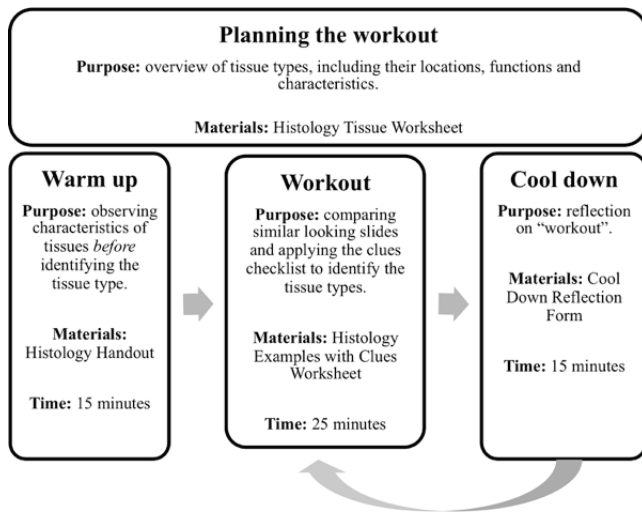 Planning the workout
Purpose: overview of tissue types, including their locations, functions and
characteristics.
Materials: Histology Tissue Worksheet
Warm up
Purpose: observing
characteristics of
tissues before
identifying the
tissue type.
Materials:
Histology Handout
Time: 15 minutes
Workout
Purpose: comparing
similar looking slides
and applying the clues
checklist to identify the
tissue types.
Materials: Histology
Examples with Clues
Worksheet
Time: 25 minutes
Cool down
Purpose: reflection
on “workout”.
Materials: Cool
Down Reflection
Form
Time: 15 minutes